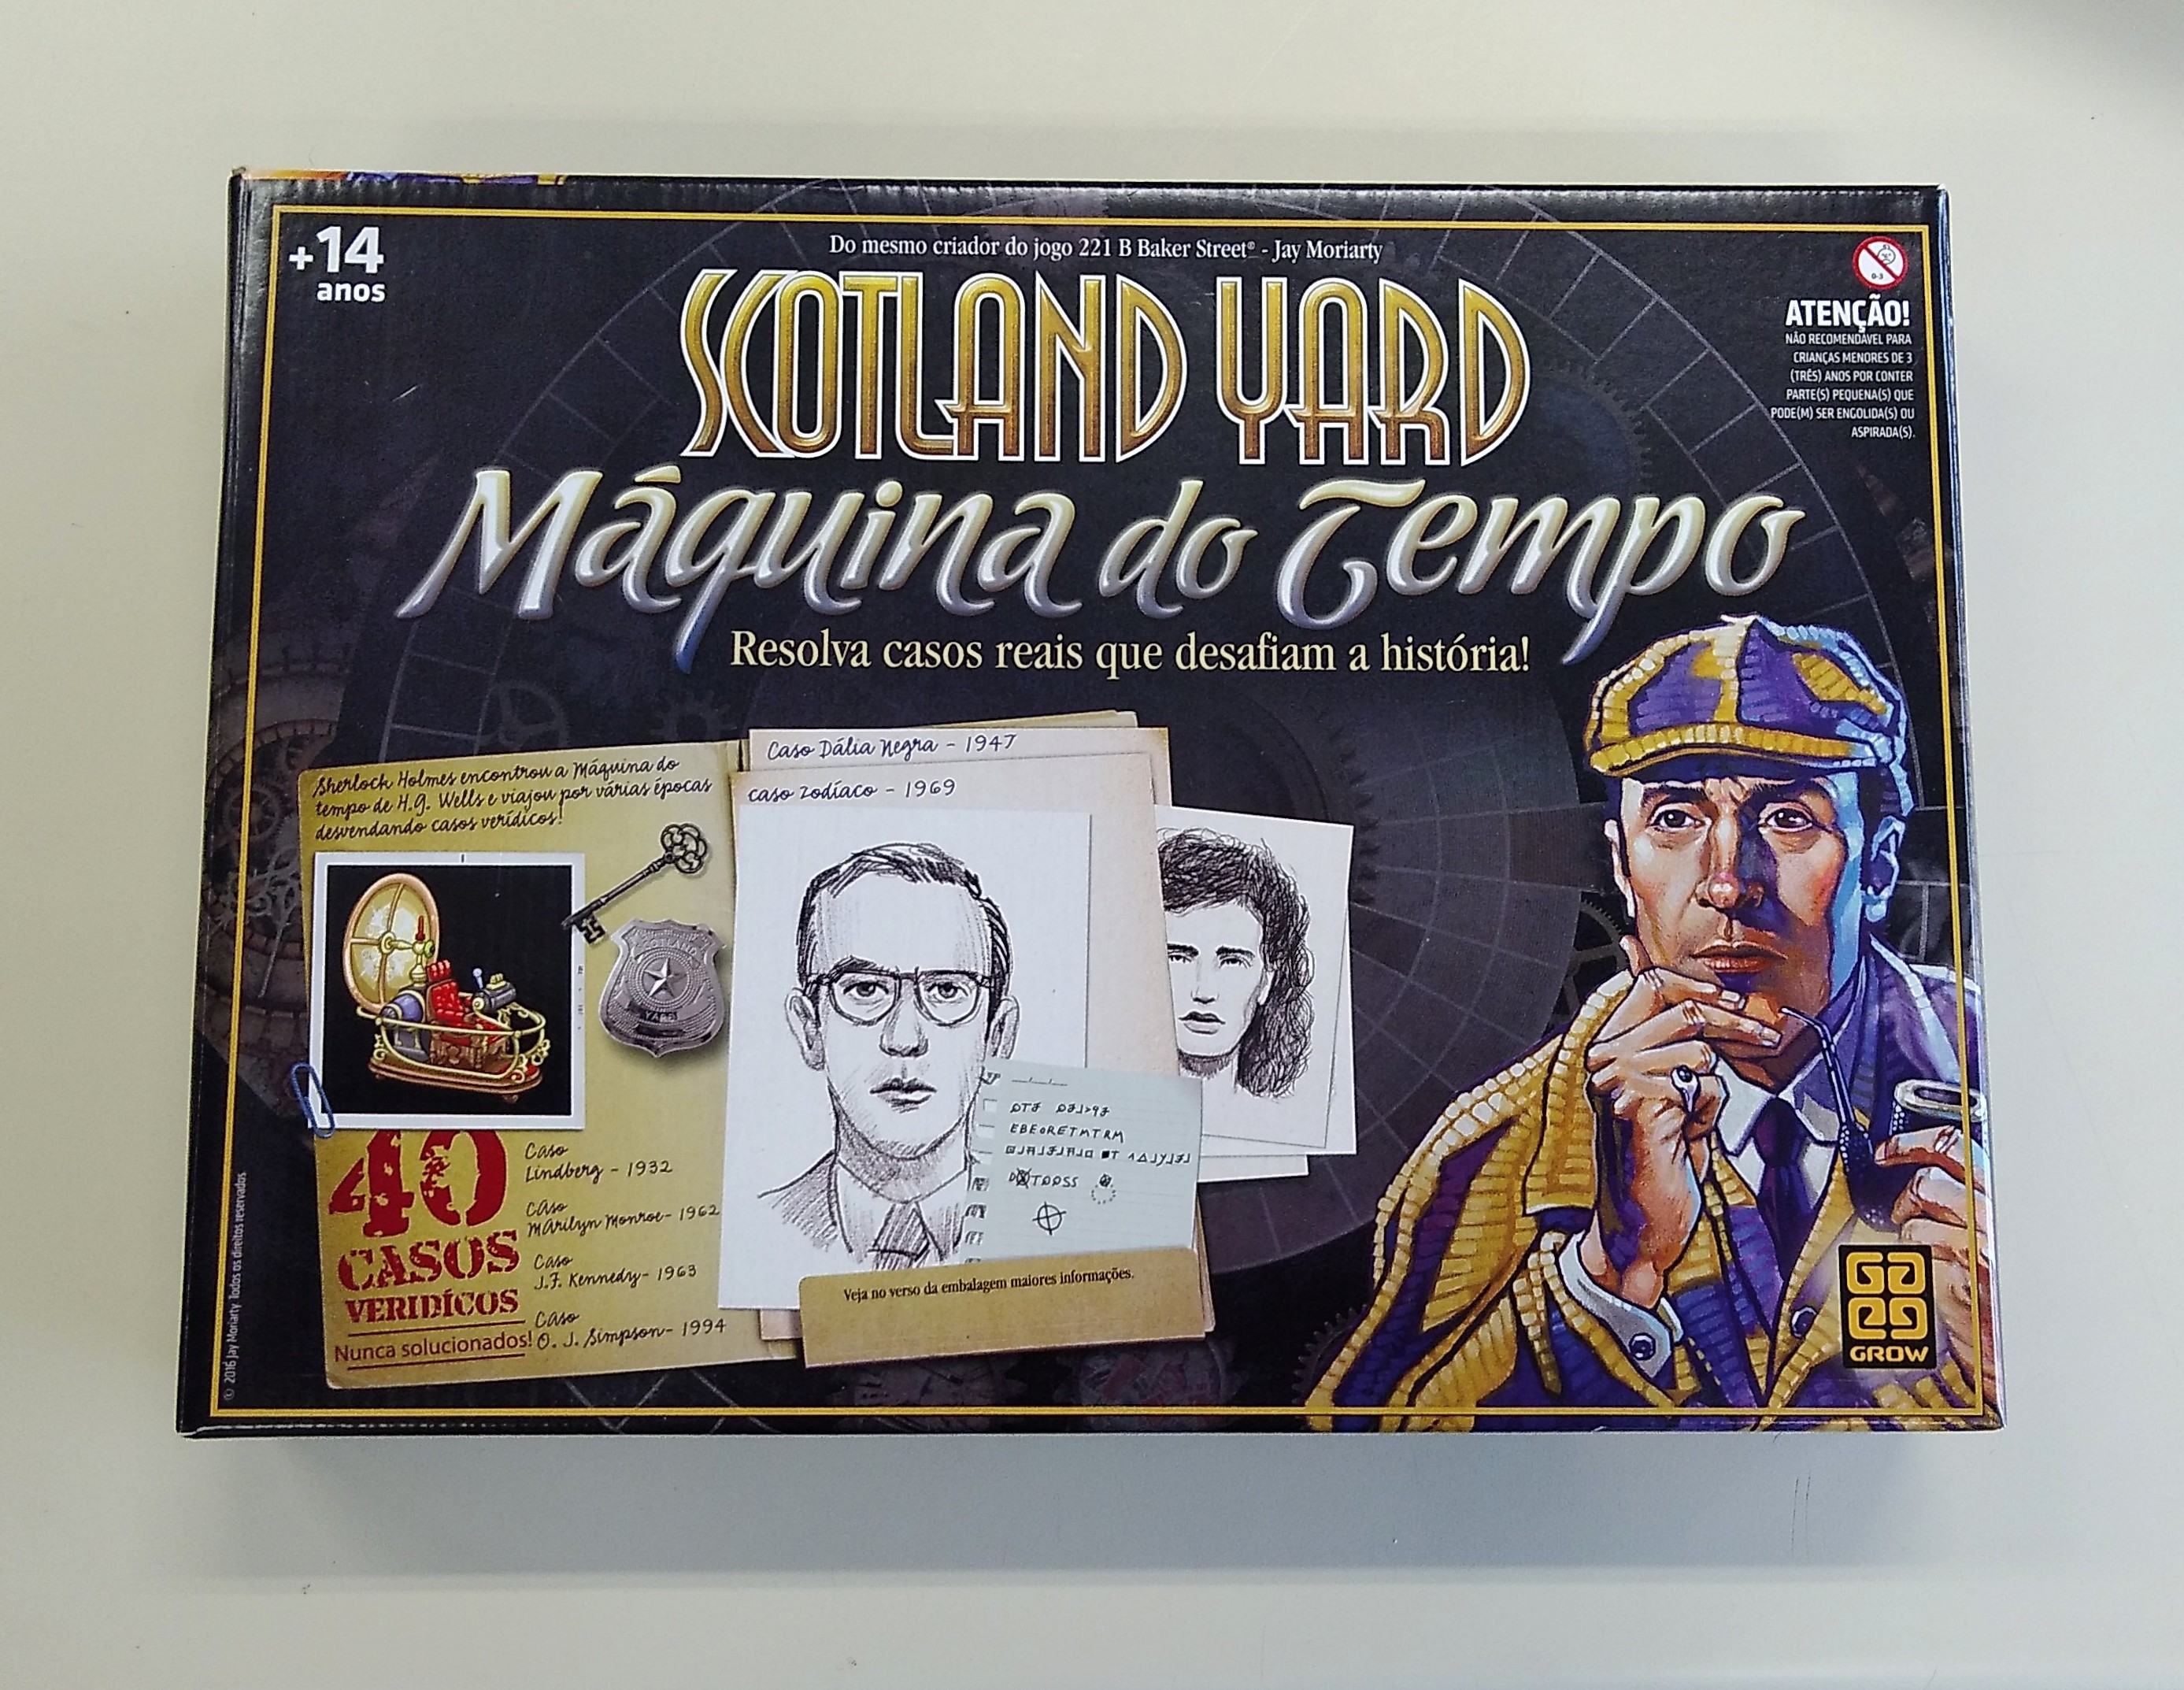 +14
anos
Do mesmo criador do jogo 221 B Baker Street® - Jay Moriarty
SCOTLAND YARD
Máquina do Tempo
Resolva casos reais que desafiam a história!
0-3
ATENÇÃO!
NÃO RECOMENDÁVEL PARA
CRIANÇAS MENORES DE 3
(TRÊS) ANOS POR CONTER
PARTE(S) PEQUENA(S) QUE
PODE(M) SER ENGOLIDA(S) OU
ASPIRADA(S).
Sherlock Holmes encontrou a Máquina do
tempo de H.G. Wells e viajou por várias épocas
desvendando casos verídicos!
SCOTLAND
YARD
Caso Dália Negra - 1947
caso zodíaco - 1969
40
CASOS
VERIDÍCOS
Nunca solucionados!
Caso
Lindberg - 1932
Caso
Marilyn Monroe - 1962
Caso
J.F. Kennedy - 1963
Caso
O. J. Simpson - 1994
EBEORETMTRM
Veja no verso da embalagem maiores informações.
© 2016 Jay Moriarty Todos os direitos reservados
GROW